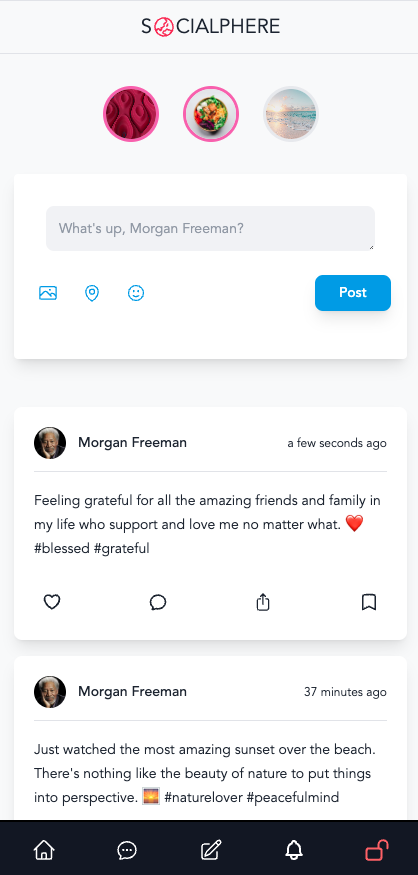 SOCIALPHERE
What's up, Morgan Freeman?
Post
Morgan Freeman
a few seconds ago
Feeling grateful for all the amazing friends and family in
my life who support and love me no matter what. ❤️
#blessed #grateful
Morgan Freeman
37 minutes ago
Just watched the most amazing sunset over the beach.
There's nothing like the beauty of nature to put things
into perspective. 🌅 #naturelover #peacefulmind